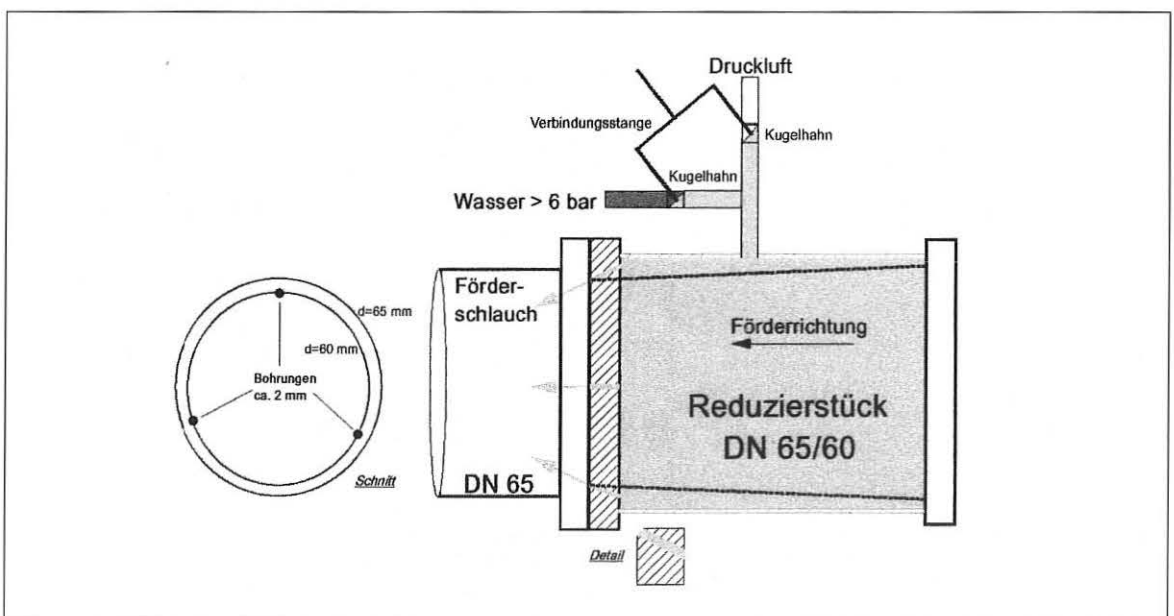 Druckluft
Verbindungsstange
Kugelhahn
Kugelhahn
Wasser > 6 bar
Förder-
schlauch
d=65 mm
Förderrichtung
d=60 mm
Bohrungen
ca. 2 mm
Reduzierstück
DN 65/60
Schnitt
DN 65
Detail